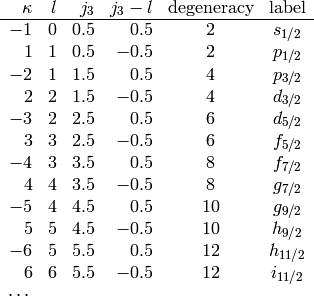 κ l j₃ j₃ − l degeneracy label
−1 0 0.5 0.5 2 s₁/₂
1 1 0.5 −0.5 2 p₁/₂
−2 1 1.5 0.5 4 p₃/₂
2 2 1.5 −0.5 4 d₃/₂
−3 2 2.5 0.5 6 d₅/₂
3 3 2.5 −0.5 6 f₅/₂
−4 3 3.5 0.5 8 f₇/₂
4 4 3.5 −0.5 8 g₇/₂
−5 4 4.5 0.5 10 g₉/₂
5 5 4.5 −0.5 10 h₉/₂
−6 5 5.5 0.5 12 h₁₁/₂
6 6 5.5 −0.5 12 i₁₁/₂
⋯